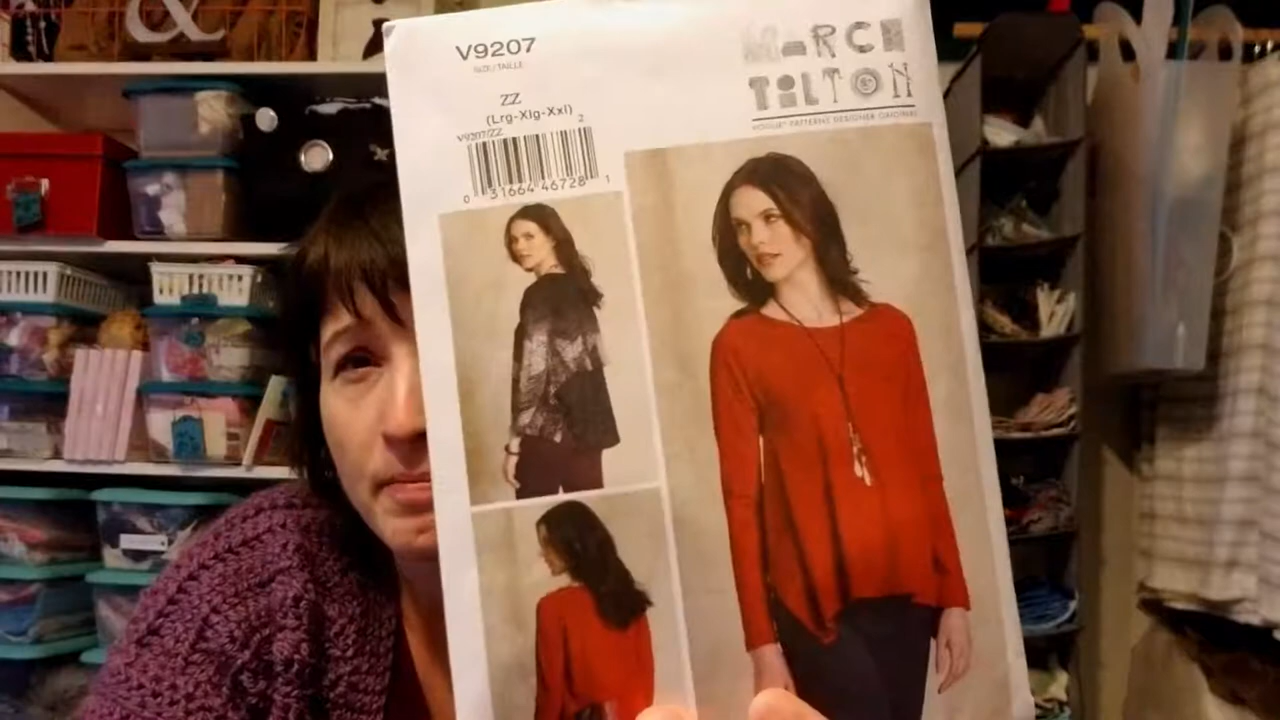 &
V9207
SIZE/TAILLE
ZZ
(Lrg-Xlg-Xxl)
V9207/ZZ
2
0 31664 46728 1
MARCY
TILTON
VOGUE® PATTERNS DESIGNER ORIGINAL